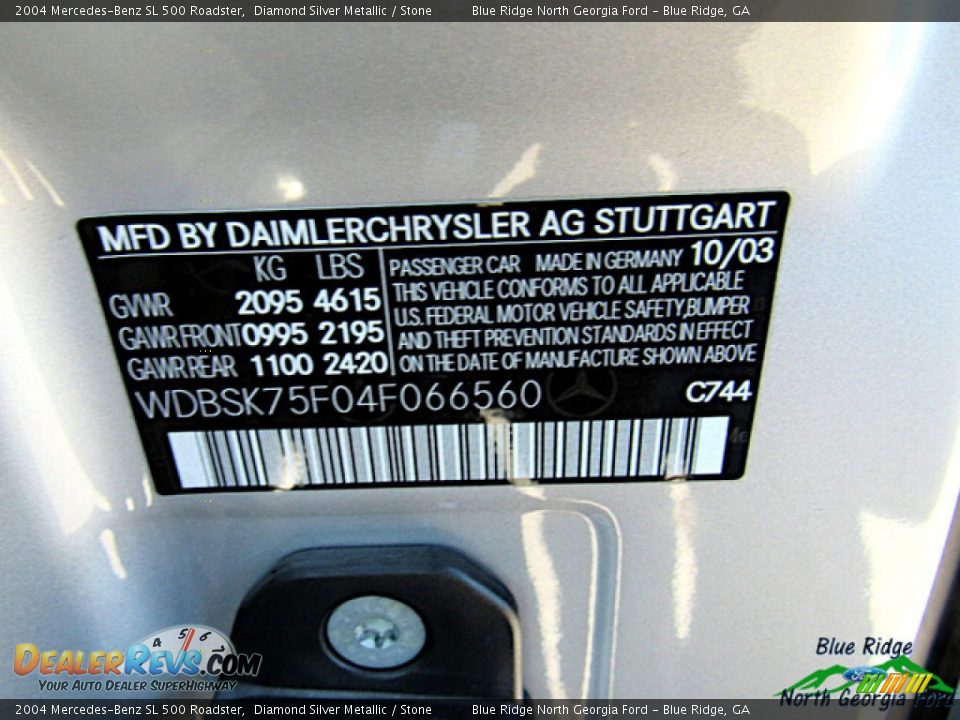 2004 Mercedes-Benz SL 500 Roadster, Diamond Silver Metallic / Stone Blue Ridge North Georgia Ford - Blue Ridge, GA
MFD BY DAIMLERCHRYSLER AG STUTTGART
KG LBS
GVWR 2095 4615
GAWR FRONT 0995 2195
GAWR REAR 1100 2420
PASSENGER CAR MADE IN GERMANY 10/03
THIS VEHICLE CONFORMS TO ALL APPLICABLE
U.S. FEDERAL MOTOR VEHICLE SAFETY, BUMPER
AND THEFT PREVENTION STANDARDS IN EFFECT
ON THE DATE OF MANUFACTURE SHOWN ABOVE
WDBSK75F04F066560 C744
4 5 6
DEALERREVS.COM
YOUR AUTO DEALER SUPERHIGHWAY
Blue Ridge
Ford
North Georgia Ford
2004 Mercedes-Benz SL 500 Roadster, Diamond Silver Metallic / Stone Blue Ridge North Georgia Ford - Blue Ridge, GA